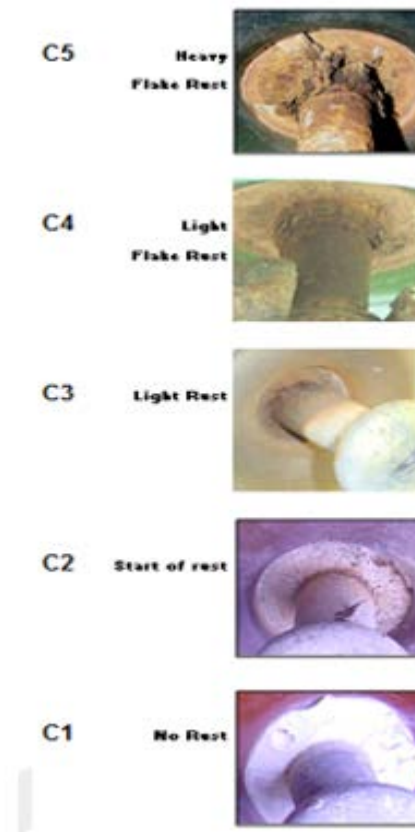 C5 Heavy
Flake Rust
C4 Light
Flake Rust
C3 Light Rust
C2 Start of rust
C1 No Rust